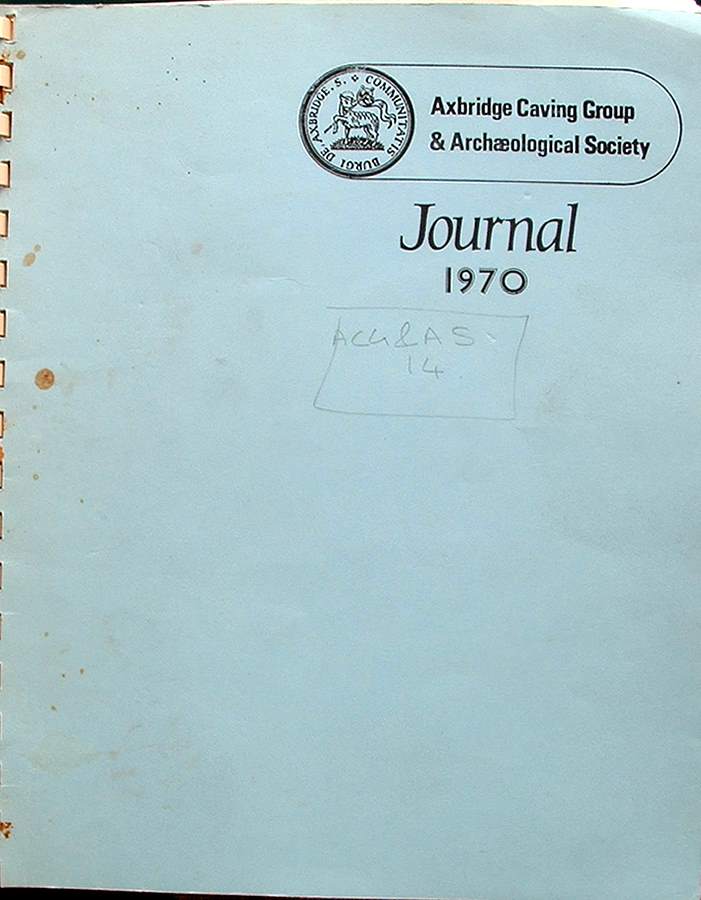 S. ✣ COMMUNITATIS BURGI DE. AXBRIDGE.
Axbridge Caving Group
& Archæological Society
Journal
1970
ACG&AS
14